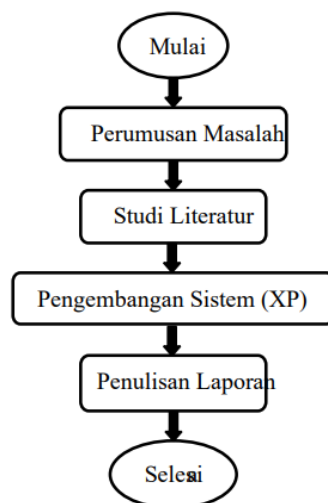 Mulai
Perumusan Masalah
Studi Literatur
Pengembangan Sistem (XP)
Penulisan Laporan
Selesai